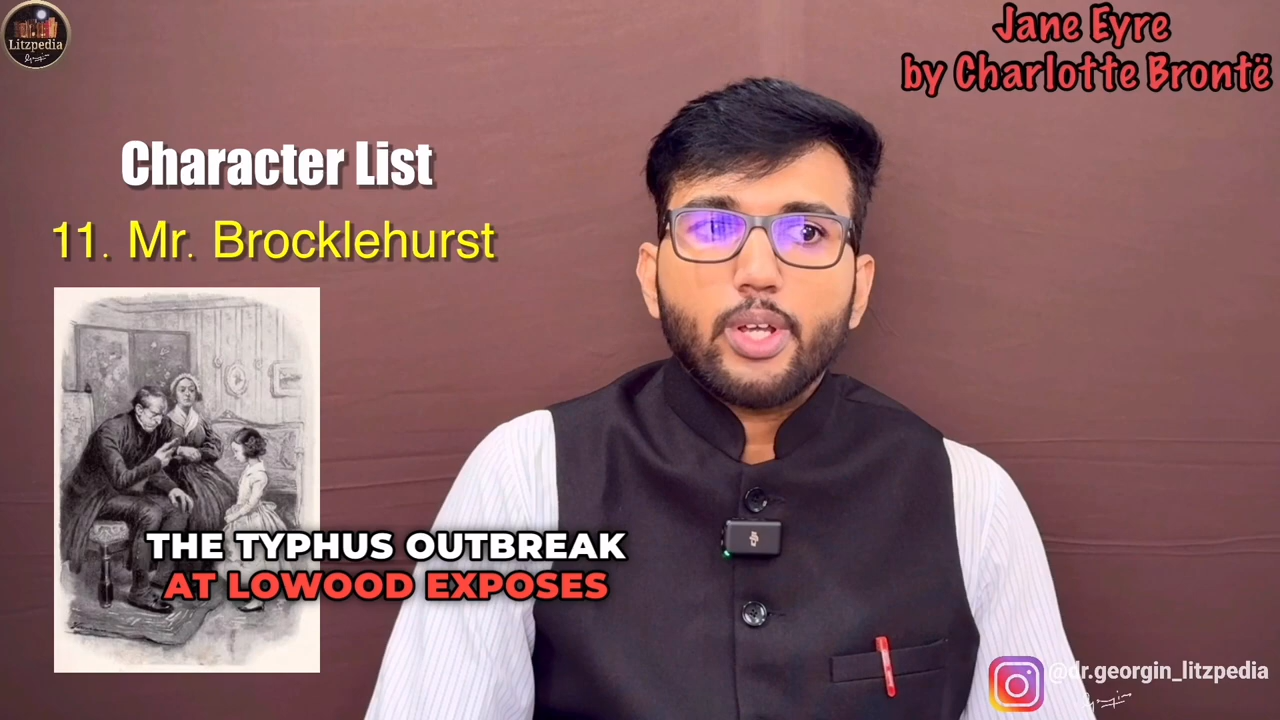 Litzpedia
Jane Eyre
by Charlotte Brontë
Character List
11. Mr. Brocklehurst
THE TYPHUS OUTBREAK
AT LOWOOD EXPOSES
dji
@dr.georgin_litzpedia